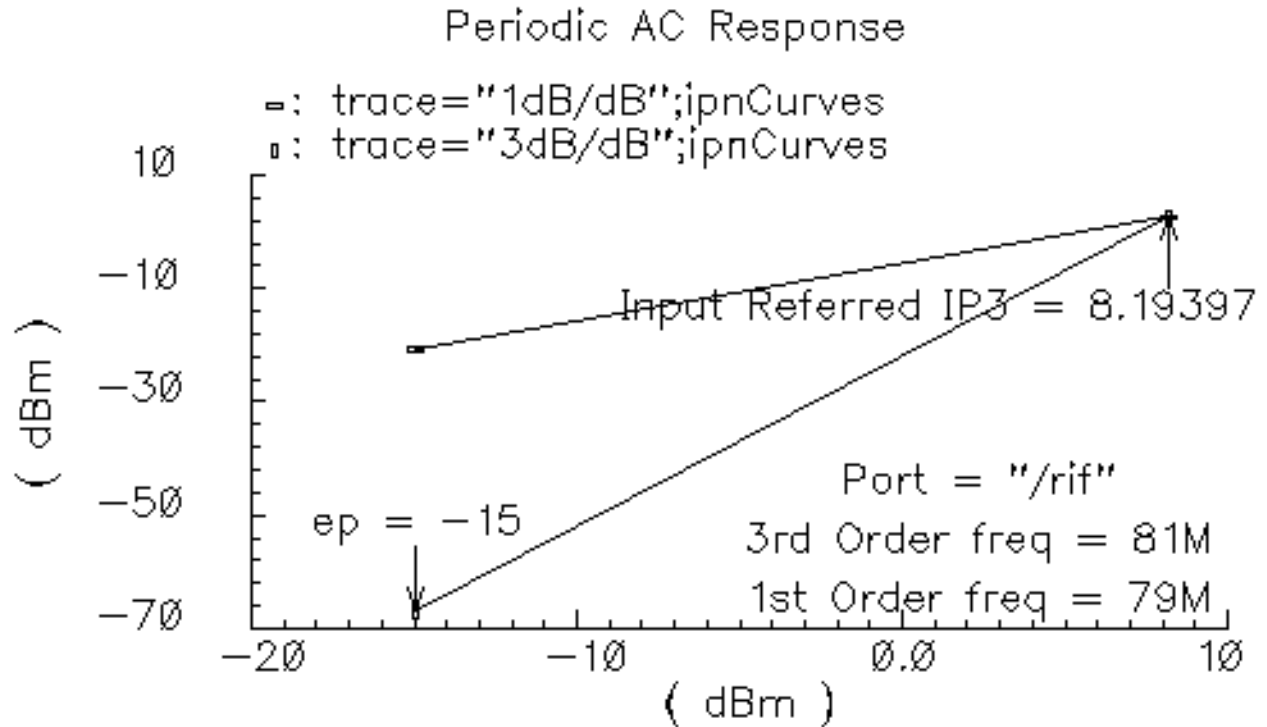 Periodic AC Response
-: trace="1dB/dB";ipnCurves
▯: trace="3dB/dB";ipnCurves
10
-10
-30
-50
-70
( dBm )
Input Referred IP3 = 8.19397
ep = -15
Port = "/rif"
3rd Order freq = 81M
1st Order freq = 79M
-20
-10
0.0
10
( dBm )